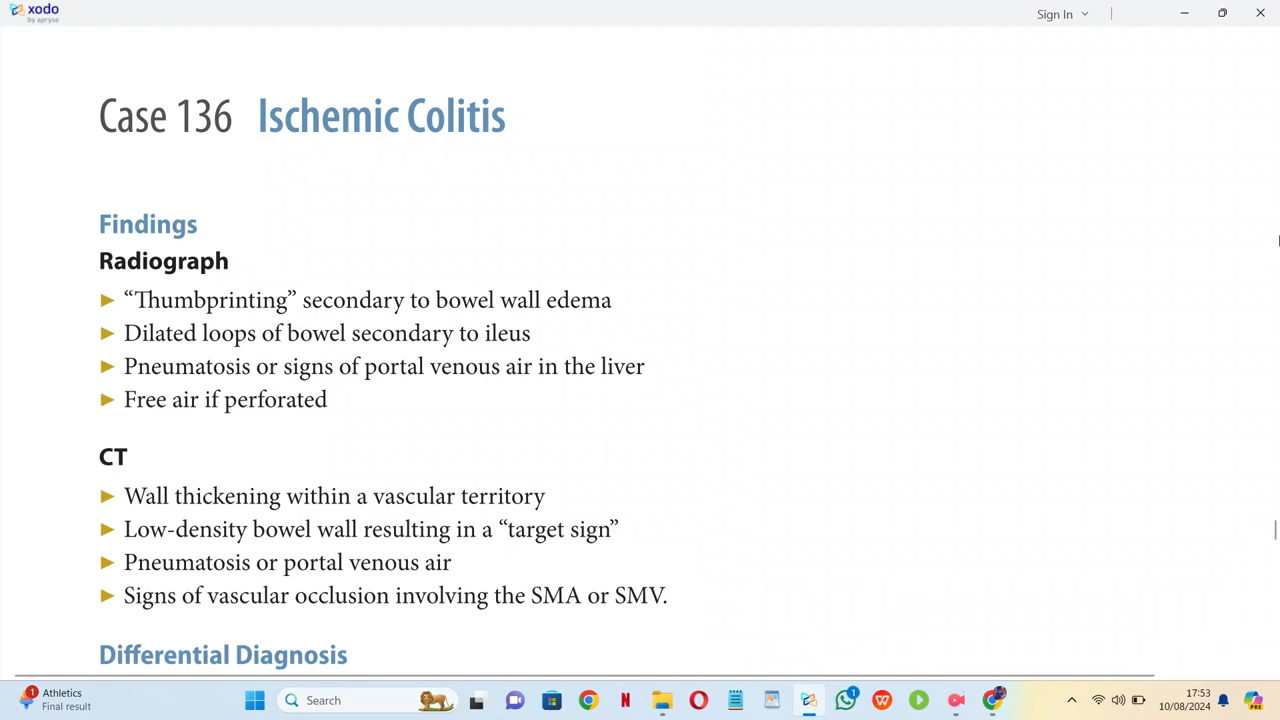 xodo
by apryse
Sign In
Case 136 Ischemic Colitis
Findings
Radiograph
► “Thumbprinting” secondary to bowel wall edema
► Dilated loops of bowel secondary to ileus
► Pneumatosis or signs of portal venous air in the liver
► Free air if perforated
CT
► Wall thickening within a vascular territory
► Low-density bowel wall resulting in a “target sign”
► Pneumatosis or portal venous air
► Signs of vascular occlusion involving the SMA or SMV.
Differential Diagnosis
1
Athletics
Final result
Search
1
17:53
10/08/2024